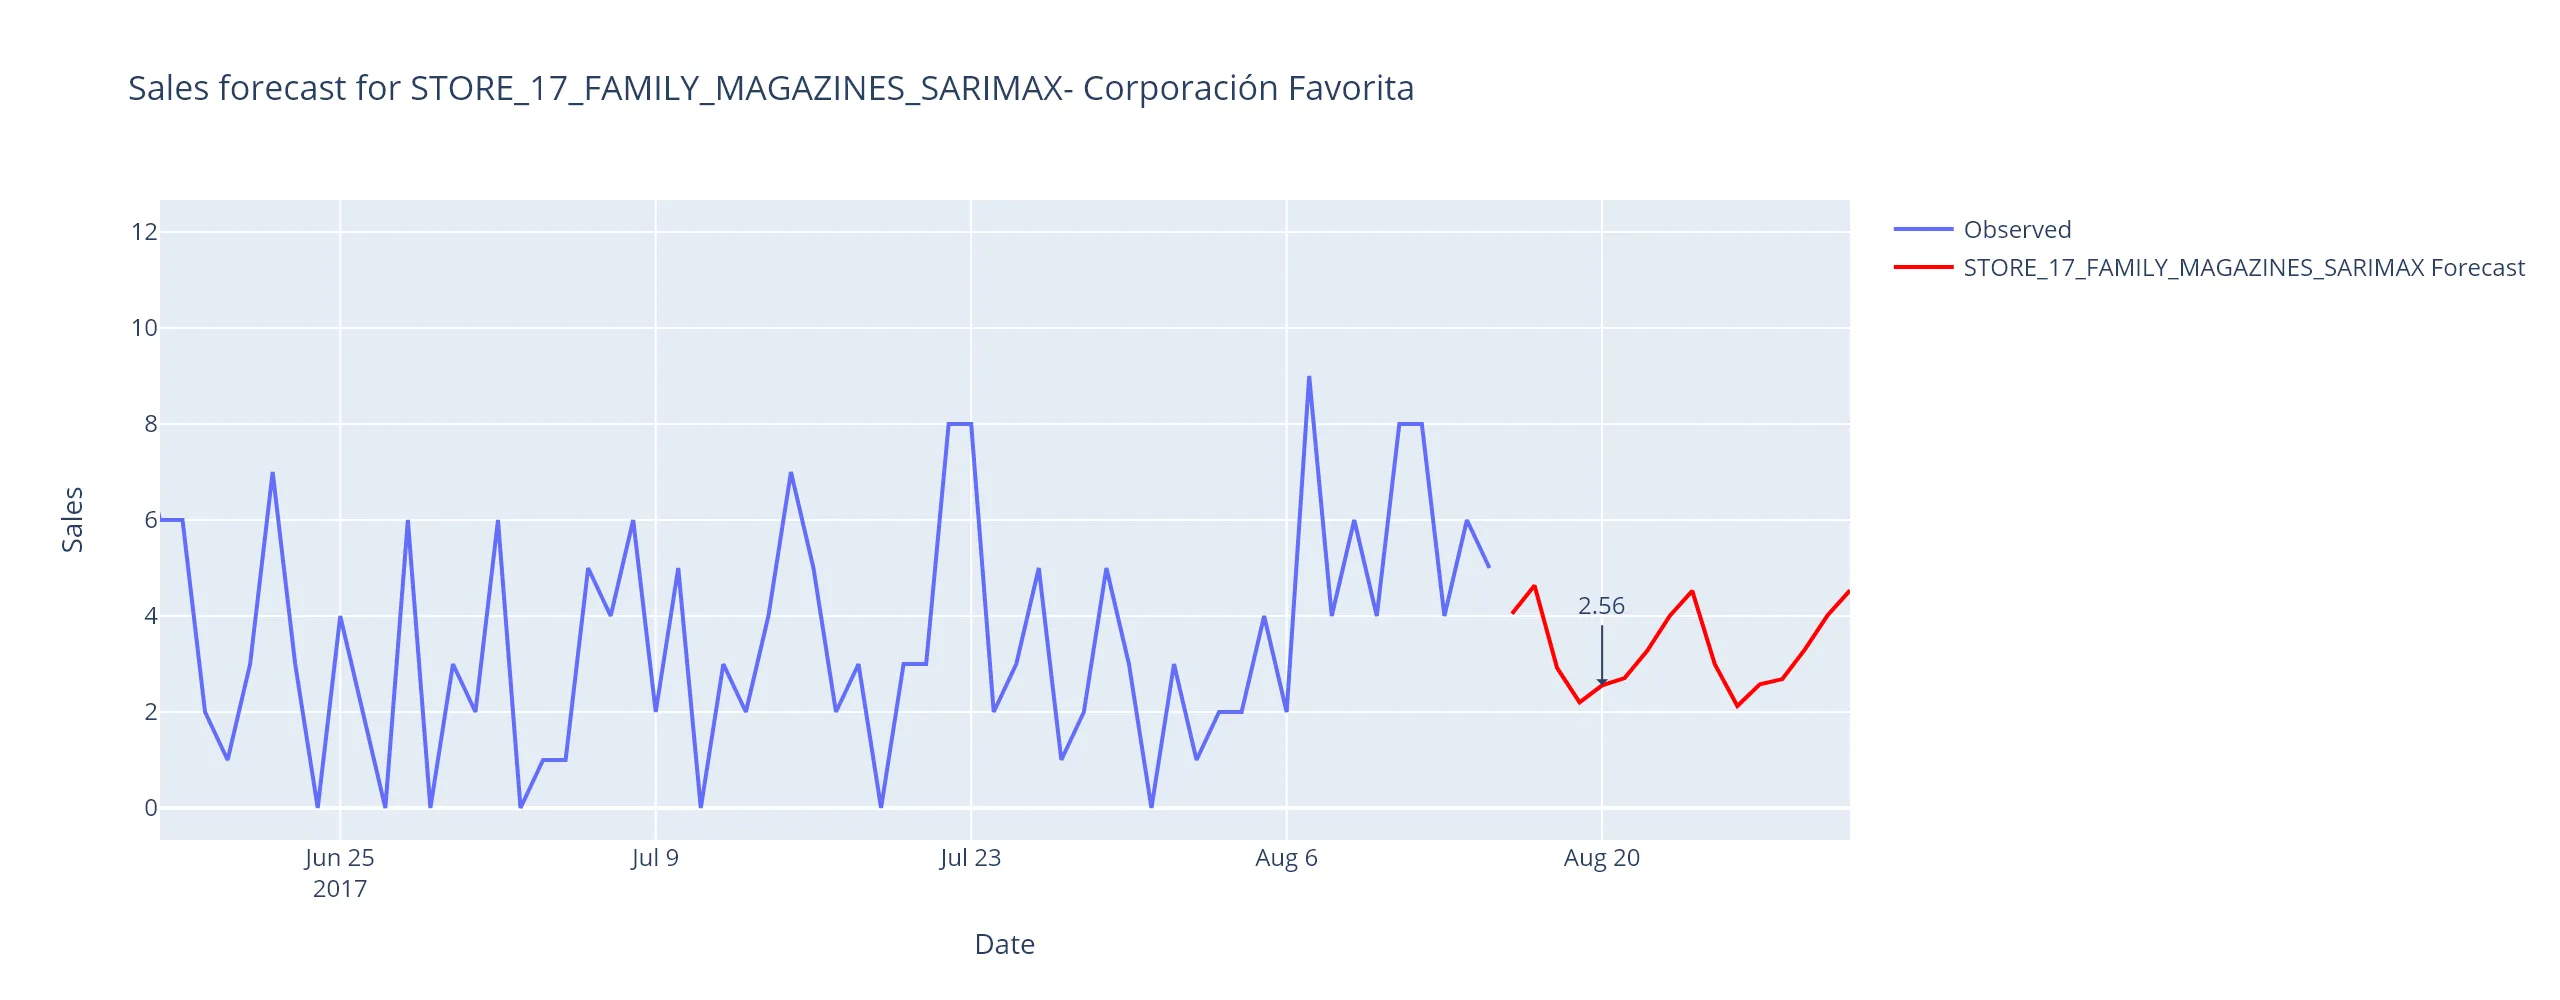 Sales forecast for STORE_17_FAMILY_MAGAZINES_SARIMAX- Corporación Favorita
Observed
STORE_17_FAMILY_MAGAZINES_SARIMAX Forecast
12
10
8
6
4
2
0
Sales
2.56
Jun 25
2017
Jul 9
Jul 23
Aug 6
Aug 20
Date